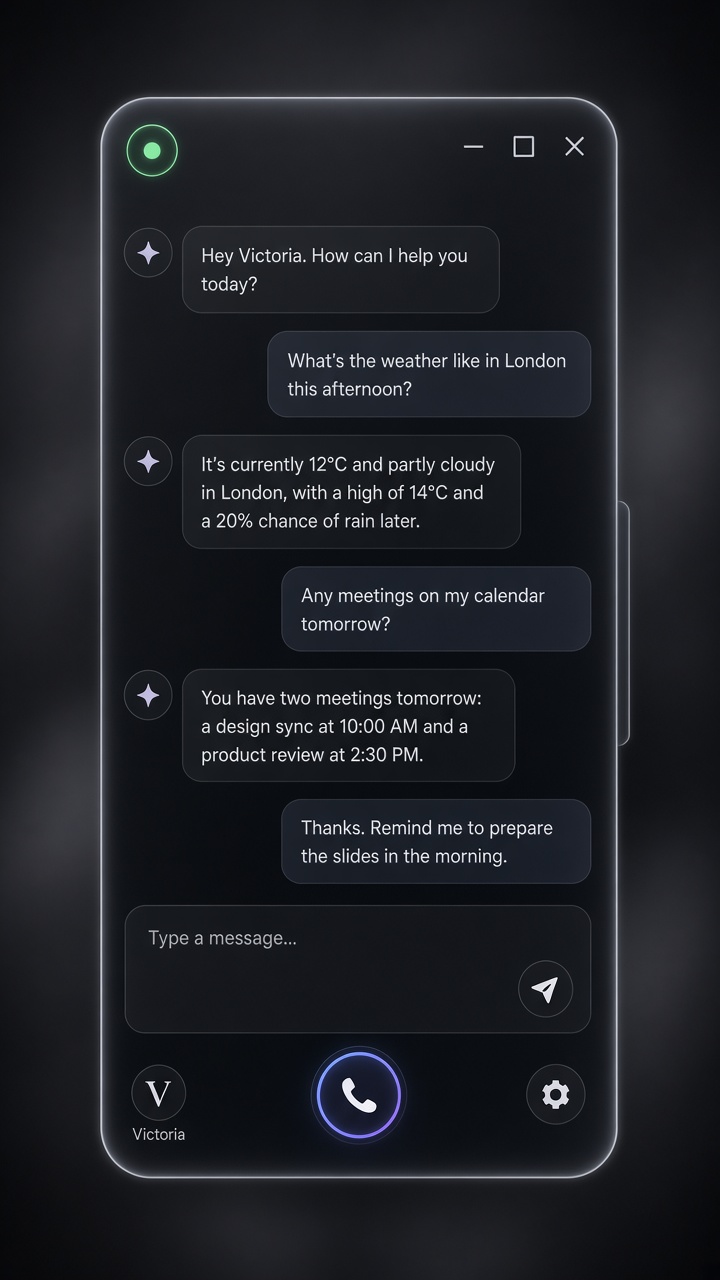 Hey Victoria. How can I help you
today?
What's the weather like in London
this afternoon?
It's currently 12°C and partly cloudy
in London, with a high of 14°C and
a 20% chance of rain later.
Any meetings on my calendar
tomorrow?
You have two meetings tomorrow:
a design sync at 10:00 AM and a
product review at 2:30 PM.
Thanks. Remind me to prepare
the slides in the morning.
Type a message...
V
Victoria